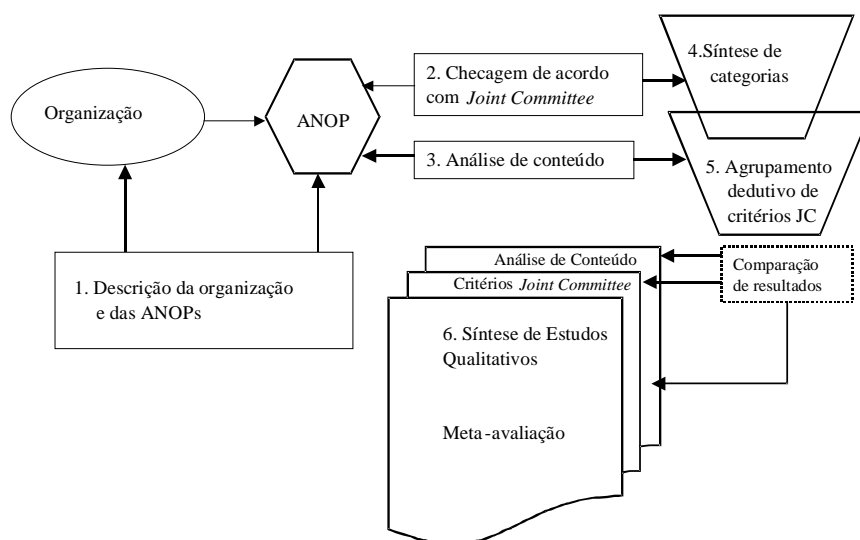 Organização
ANOP
2. Checagem de acordo
com Joint Committee
4.Síntese de
categorias
3. Análise de conteúdo
5. Agrupamento
dedutivo de
critérios JC
1. Descrição da organização
e das ANOPs
Análise de Conteúdo
Critérios Joint Committee
6. Síntese de Estudos
Qualitativos
Meta-avaliação
Comparação
de resultados